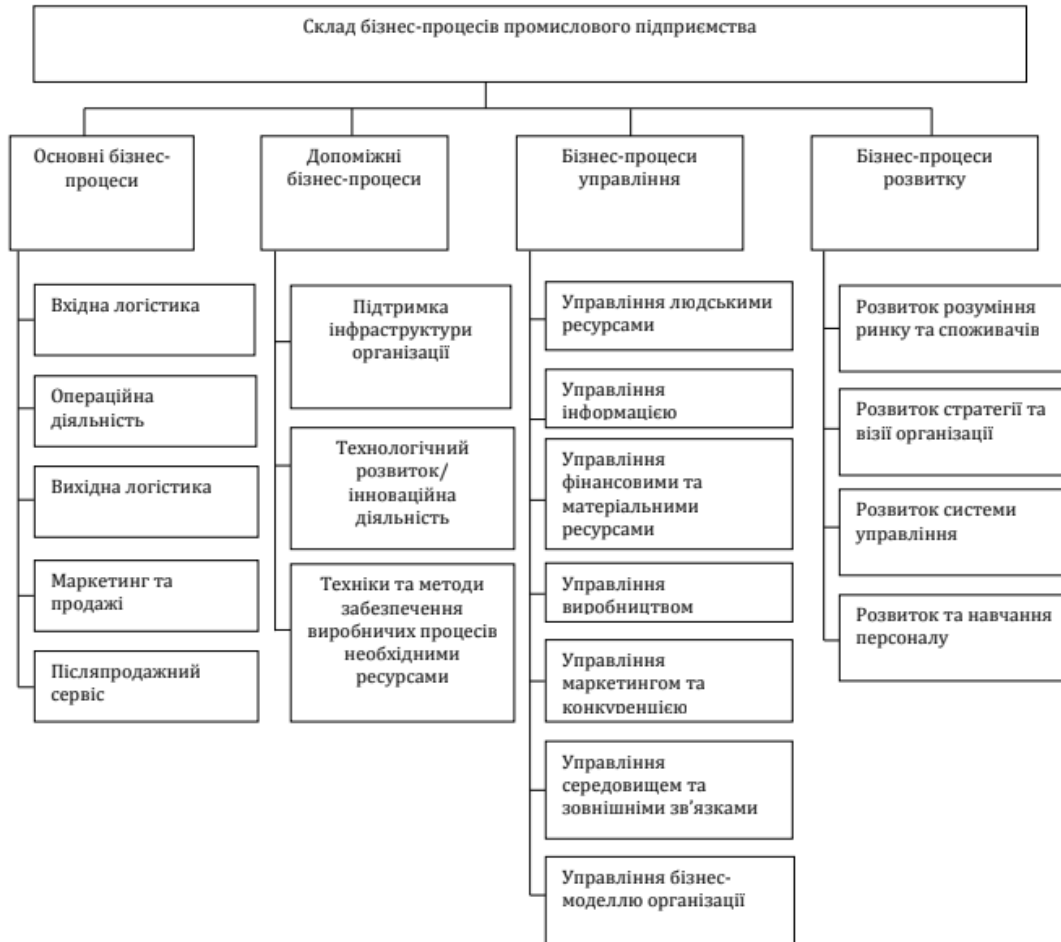 Склад бізнес-процесів промислового підприємства
Основні бізнес-
процеси
Допоміжні
бізнес-процеси
Бізнес-процеси
управління
Бізнес-процеси
розвитку
Вхідна логістика
Операційна
діяльність
Вихідна логістика
Маркетинг та
продажі
Післяпродажний
сервіс
Підтримка
інфраструктури
організації
Технологічний
розвиток/
інноваційна
діяльність
Техніки та методи
забезпечення
виробничих процесів
необхідними
ресурсами
Управління людськими
ресурсами
Управління
інформацією
Управління
фінансовими та
матеріальними
ресурсами
Управління
виробництвом
Управління
маркетингом та
конкуренцією
Управління
середовищем та
зовнішніми зв'язками
Управління бізнес-
моделлю організації
Розвиток розуміння
ринку та споживачів
Розвиток стратегії та
візії організації
Розвиток системи
управління
Розвиток та навчання
персоналу